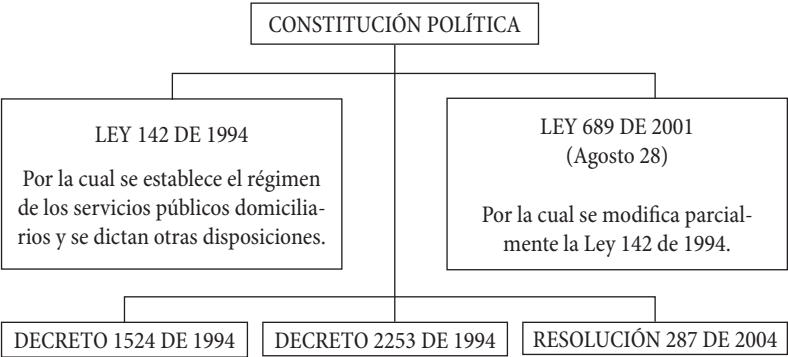 CONSTITUCIÓN POLÍTICA
LEY 142 DE 1994
Por la cual se establece el régimen
de los servicios públicos domicilia-
rios y se dictan otras disposiciones.
LEY 689 DE 2001
(Agosto 28)
Por la cual se modifica parcial-
mente la Ley 142 de 1994.
DECRETO 1524 DE 1994
DECRETO 2253 DE 1994
RESOLUCIÓN 287 DE 2004